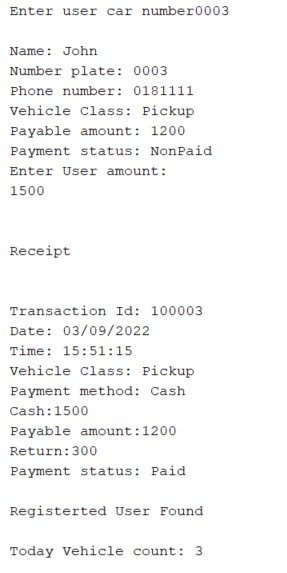 Enter user car number0003
Name: John
Number plate: 0003
Phone number: 0181111
Vehicle Class: Pickup
Payable amount: 1200
Payment status: NonPaid
Enter User amount:
1500
Receipt
Transaction Id: 100003
Date: 03/09/2022
Time: 15:51:15
Vehicle Class: Pickup
Payment method: Cash
Cash:1500
Payable amount:1200
Return:300
Payment status: Paid
Registerted User Found
Today Vehicle count: 3